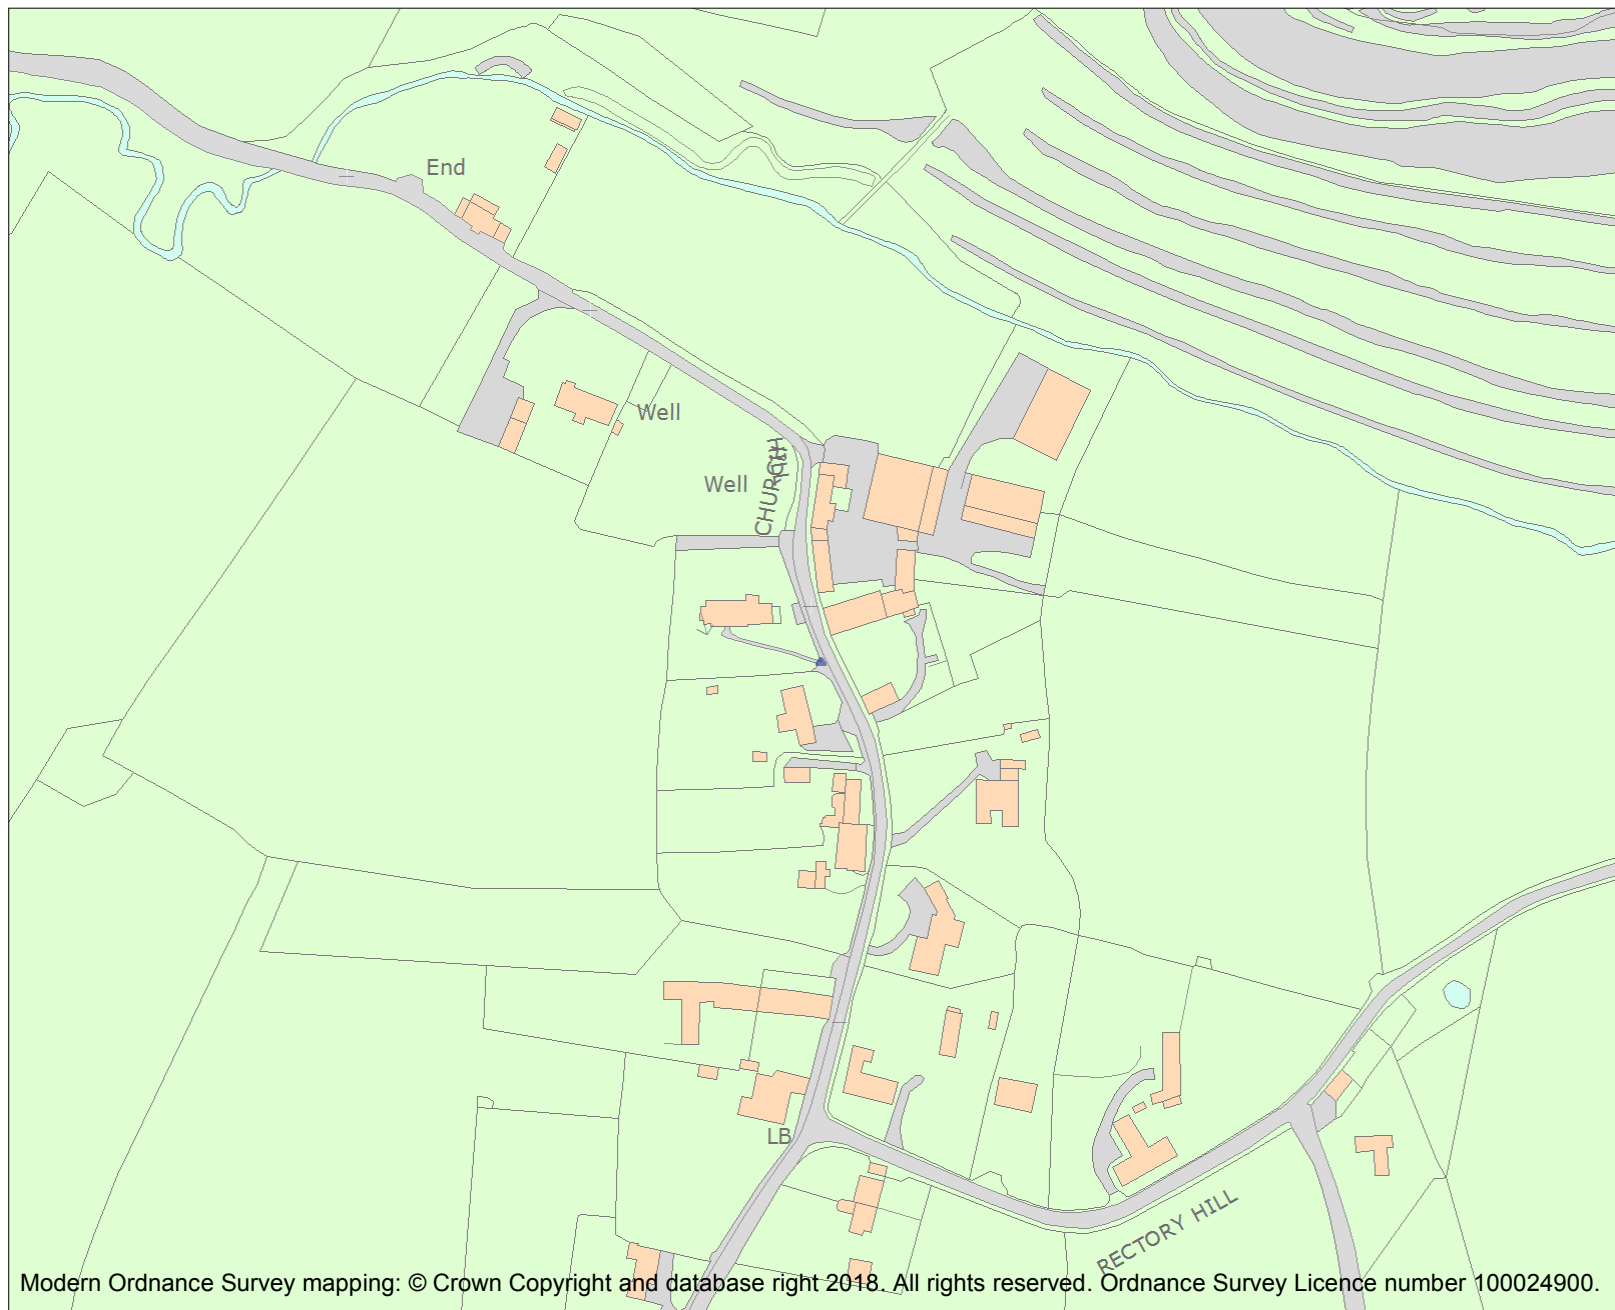 End
Well
Well
CHURCH
HILL
LB
RECTORY HILL
Modern Ordnance Survey mapping: © Crown Copyright and database right 2018. All rights reserved. Ordnance Survey Licence number 100024900.